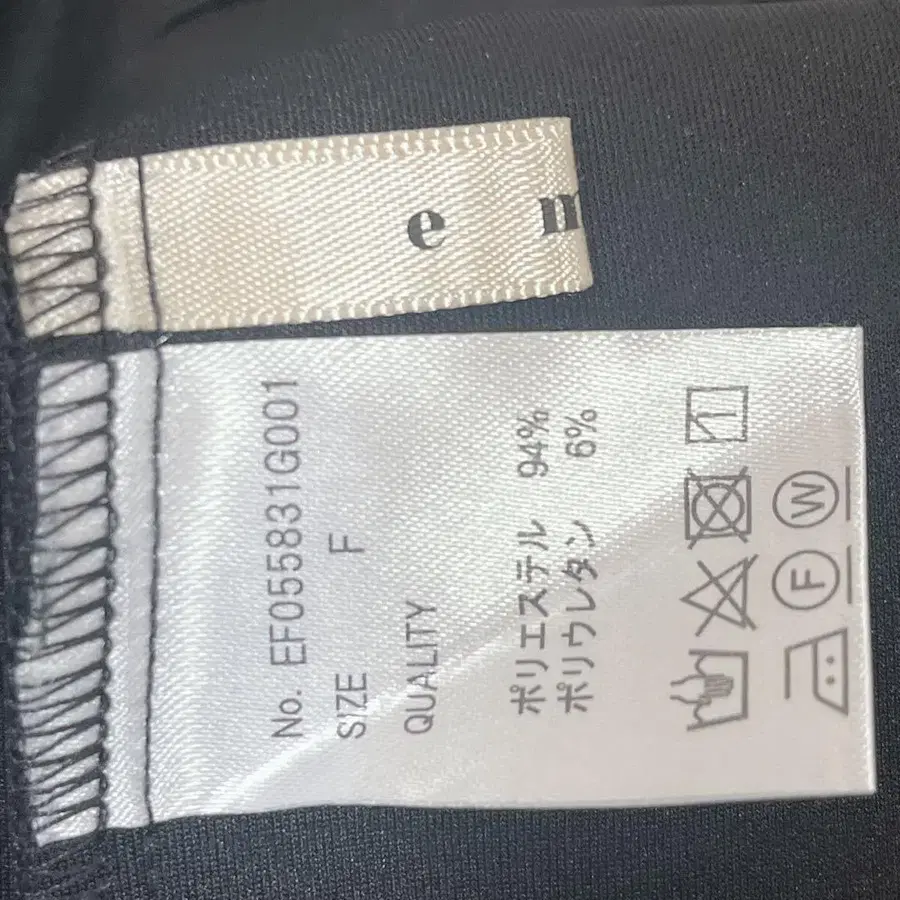 e m
No. EF055831G001
SIZE F
QUALITY
ポリエステル 94%
ポリウレタン 6%
F W